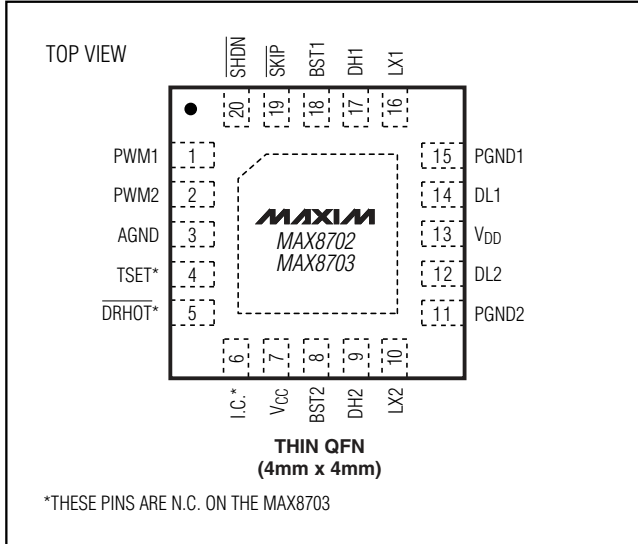 TOP VIEW
SHDN
SKIP
BST1
DH1
LX1
20
19
18
17
16
PWM1 1
PWM2 2
AGND 3
TSET* 4
DRHOT* 5
15 PGND1
14 DL1
13 VDD
12 DL2
11 PGND2
MAXIM
MAX8702
MAX8703
6
7
8
9
10
I.C.*
VCC
BST2
DH2
LX2
THIN QFN
(4mm x 4mm)
*THESE PINS ARE N.C. ON THE MAX8703